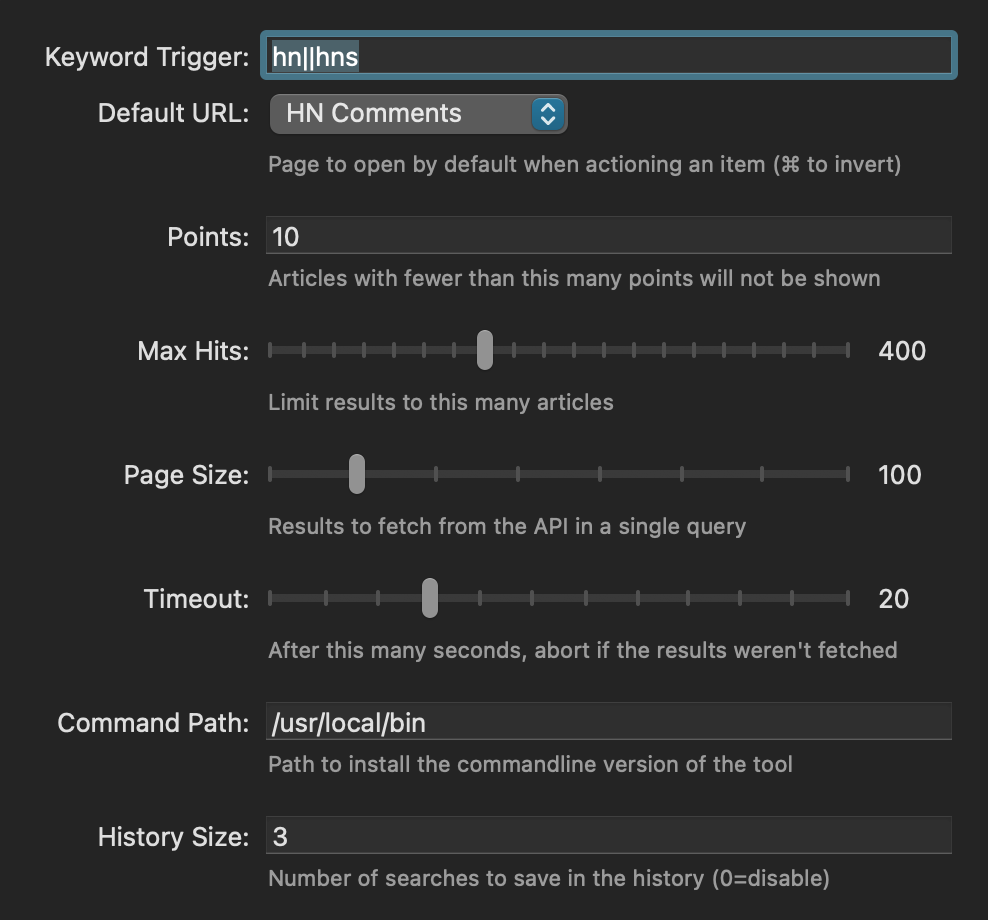 Keyword Trigger: hn||hns
Default URL: HN Comments
Page to open by default when actioning an item (⌘ to invert)
Points: 10
Articles with fewer than this many points will not be shown
Max Hits: 400
Limit results to this many articles
Page Size: 100
Results to fetch from the API in a single query
Timeout: 20
After this many seconds, abort if the results weren't fetched
Command Path: /usr/local/bin
Path to install the commandline version of the tool
History Size: 3
Number of searches to save in the history (0=disable)